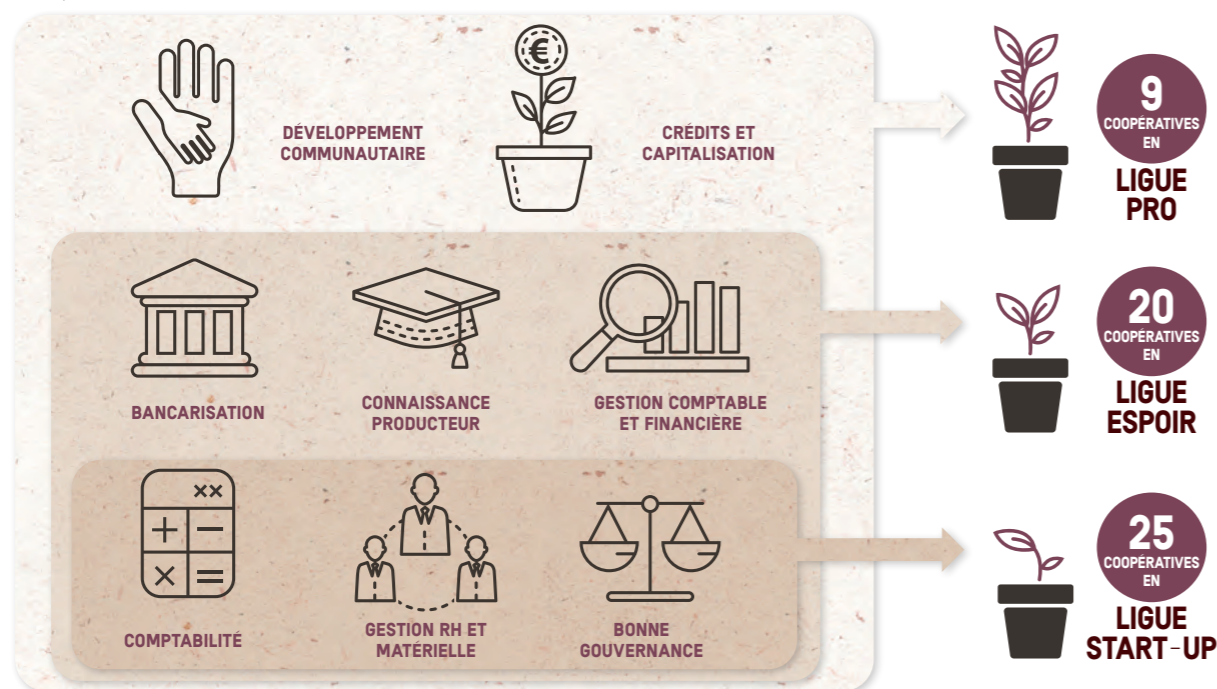 €
DÉVELOPPEMENT
COMMUNAUTAIRE
CRÉDITS ET
CAPITALISATION
9
COOPÉRATIVES
EN
LIGUE
PRO
BANCARISATION
CONNAISSANCE
PRODUCTEUR
GESTION COMPTABLE
ET FINANCIÈRE
20
COOPÉRATIVES
EN
LIGUE
ESPOIR
××
+ −
× =
COMPTABILITÉ
GESTION RH ET
MATÉRIELLE
BONNE
GOUVERNANCE
25
COOPÉRATIVES
EN
LIGUE
START-UP